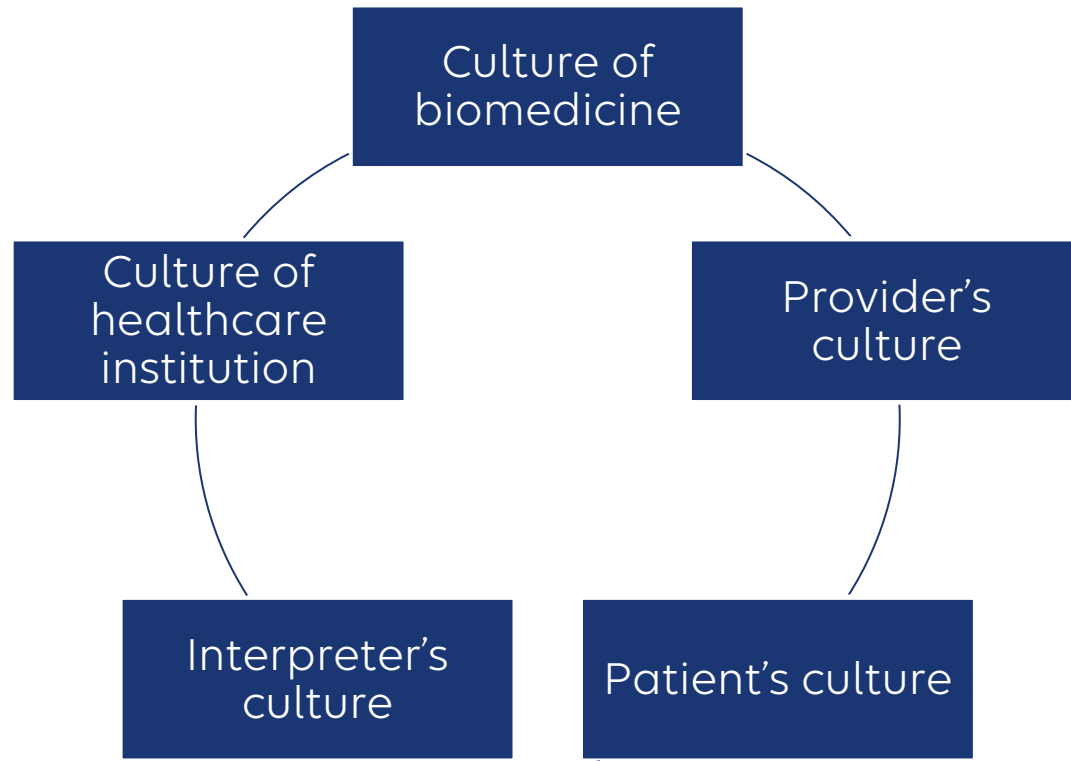 Culture of
biomedicine
Culture of
healthcare
institution
Provider’s
culture
Interpreter’s
culture
Patient’s culture